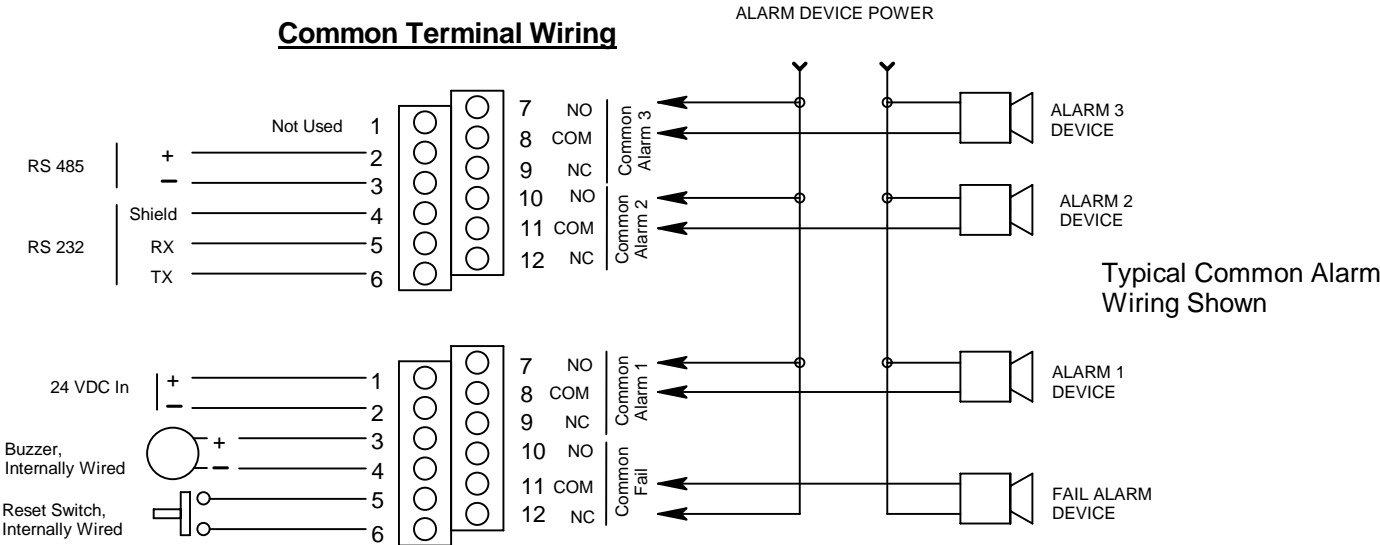 ALARM DEVICE POWER
Common Terminal Wiring
Not Used 1
RS 485
+ 2
− 3
Shield 4
RS 232
RX 5
TX 6
7 NO
8 COM
9 NC
Common
Alarm 3
10 NO
11 COM
12 NC
Common
Alarm 2
ALARM 3
DEVICE
ALARM 2
DEVICE
Typical Common Alarm
Wiring Shown
24 VDC In
+ 1
− 2
Buzzer,
Internally Wired
+ 3
− 4
Reset Switch,
Internally Wired
5
6
7 NO
8 COM
9 NC
Common
Alarm 1
10 NO
11 COM
12 NC
Common
Fail
ALARM 1
DEVICE
FAIL ALARM
DEVICE